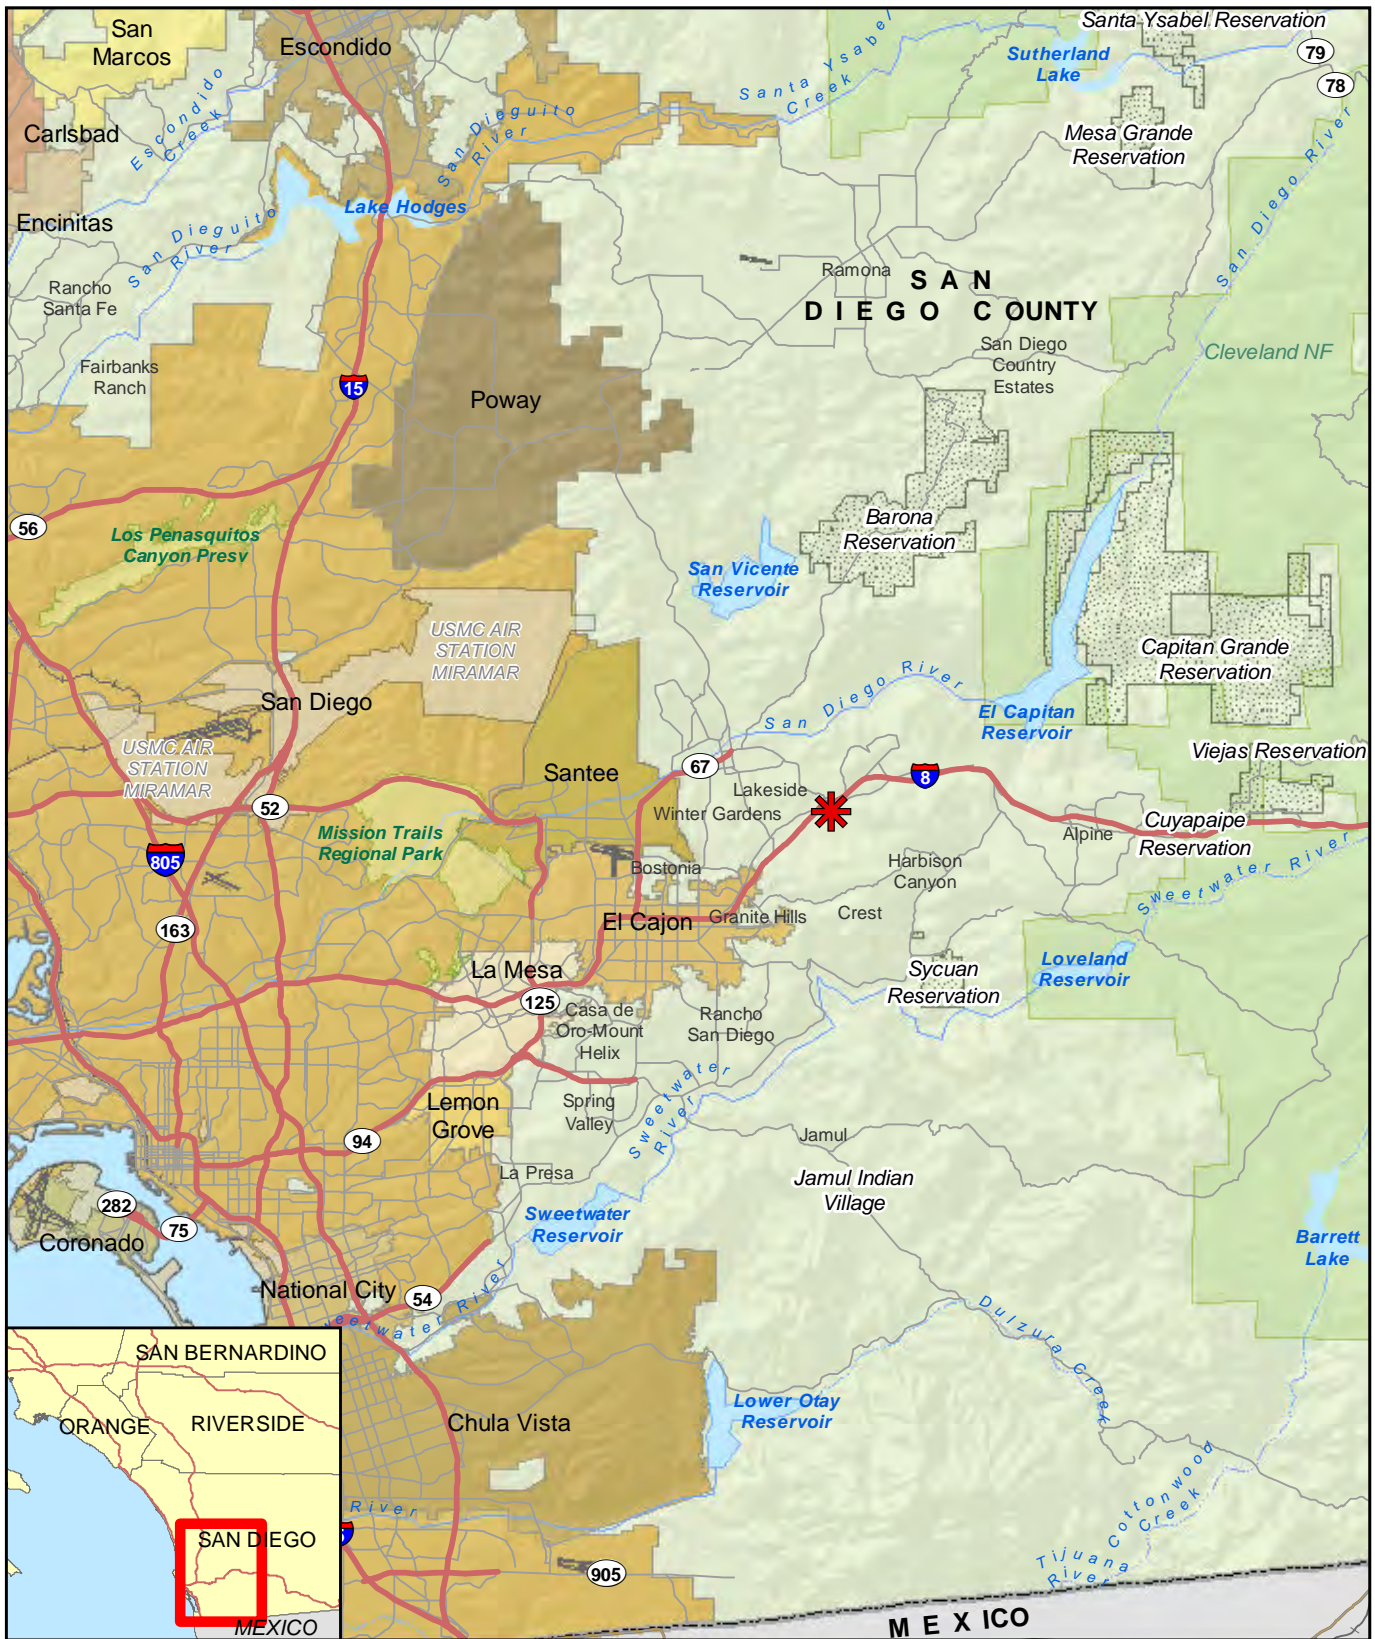 Santa Ysabel Reservation
San
Marcos
Escondido
Sutherland
Lake
79
78
Santa Ysabel
Creek
Escondido
Creek
San Dieguito
River
Carlsbad
Mesa Grande
Reservation
San Diego River
Encinitas
Lake Hodges
San Dieguito
River
Rancho
Santa Fe
Ramona
SAN
DIEGO COUNTY
San Diego
Country
Estates
Cleveland NF
Fairbanks
Ranch
15
Poway
56
Los Penasquitos
Canyon Presv
Barona
Reservation
San Vicente
Reservoir
USMC AIR
STATION
MIRAMAR
Capitan Grande
Reservation
San Diego River
San Diego
El Capitan
Reservoir
USMC AIR
STATION
MIRAMAR
Viejas Reservation
Santee
67
8
Lakeside
Winter Gardens
52
Mission Trails
Regional Park
Alpine
Cuyapaipe
Reservation
805
Bostonia
Harbison
Canyon
Sweetwater River
163
El Cajon
Granite Hills
Crest
La Mesa
Sycuan
Reservation
Loveland
Reservoir
125
Casa de
Oro-Mount
Helix
Rancho
San Diego
Sweetwater
River
Lemon
Grove
Spring
Valley
94
Jamul
La Presa
Jamul Indian
Village
282
75
Coronado
Sweetwater
Reservoir
Barrett
Lake
National City
54
Sweetwater River
Dulzura Creek
SAN BERNARDINO
ORANGE
RIVERSIDE
SAN DIEGO
MEXICO
Chula Vista
Lower Otay
Reservoir
River
Cottonwood
Creek
Tijuana
River
905
MEXICO